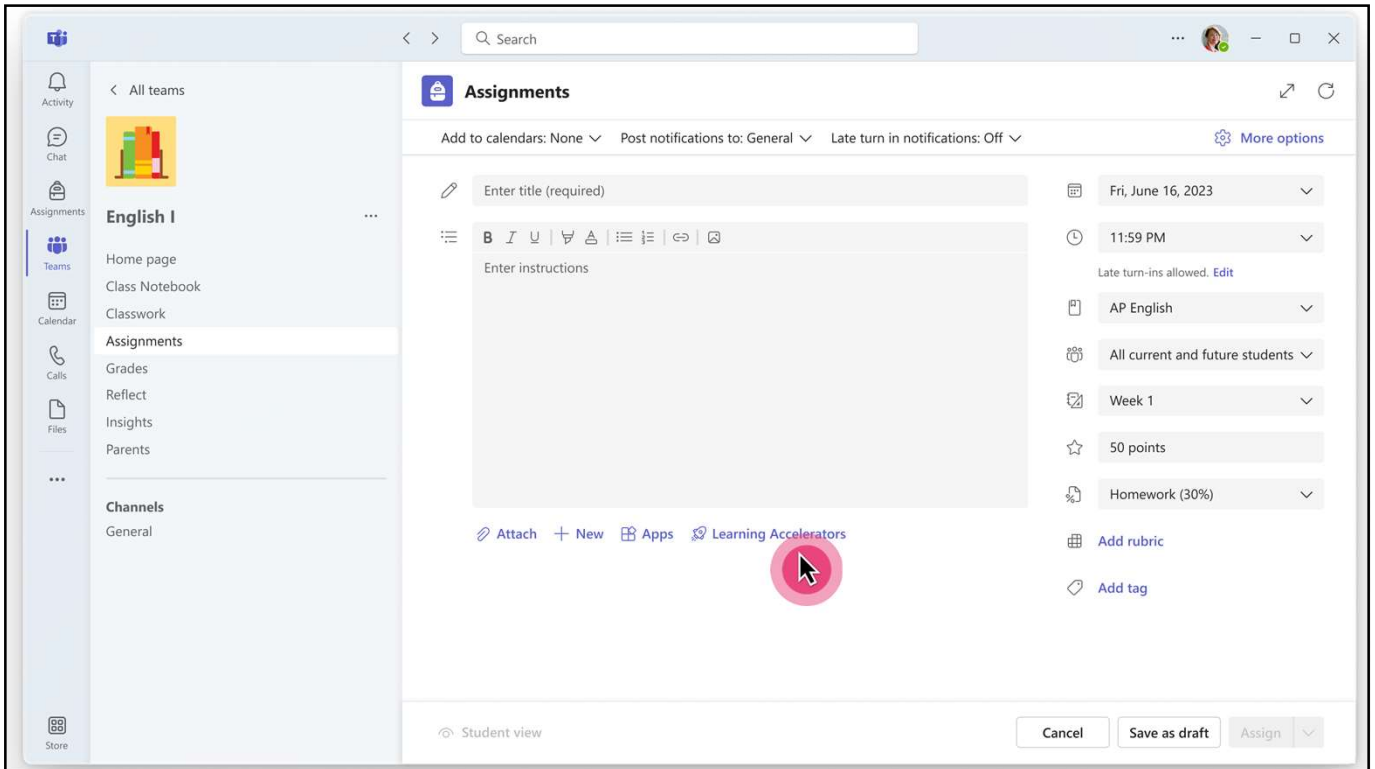 Search
Activity
Chat
Assignments
Teams
Calendar
Calls
Files
Store
All teams
English I
Home page
Class Notebook
Classwork
Assignments
Grades
Reflect
Insights
Parents
Channels
General
Assignments
Add to calendars: None Post notifications to: General Late turn in notifications: Off More options
Enter title (required)
B I U A
Enter instructions
Attach New Apps Learning Accelerators
Fri, June 16, 2023
11:59 PM
Late turn-ins allowed. Edit
AP English
All current and future students
Week 1
50 points
Homework (30%)
Add rubric
Add tag
Student view
Cancel Save as draft Assign